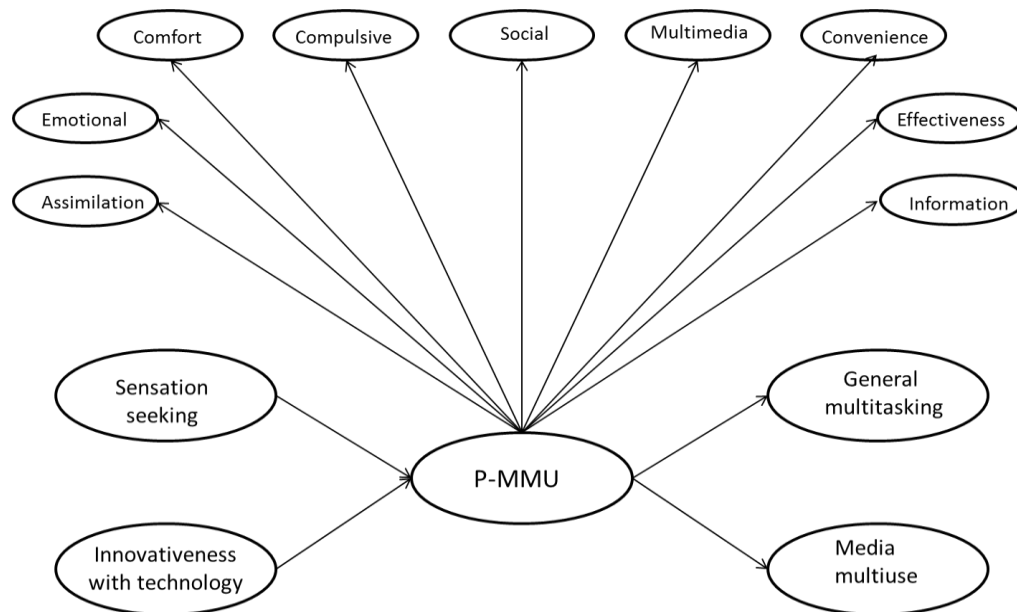 Comfort
Compulsive
Social
Multimedia
Convenience
Emotional
Effectiveness
Assimilation
Information
Sensation
seeking
General
multitasking
P-MMU
Innovativeness
with technology
Media
multiuse